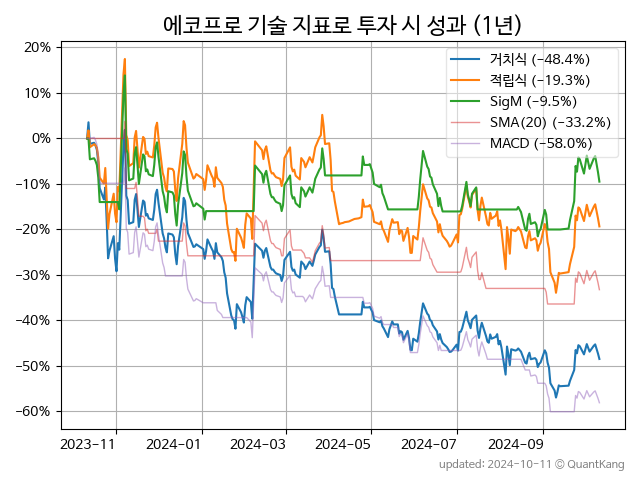 에코프로 기술 지표로 투자 시 성과 (1년)
20%
10%
0%
−10%
−20%
−30%
−40%
−50%
−60%
거치식 (−48.4%)
적립식 (−19.3%)
SigM (−9.5%)
SMA(20) (−33.2%)
MACD (−58.0%)
2023−11
2024−01
2024−03
2024−05
2024−07
2024−09
updated: 2024-10-11 © QuantKang